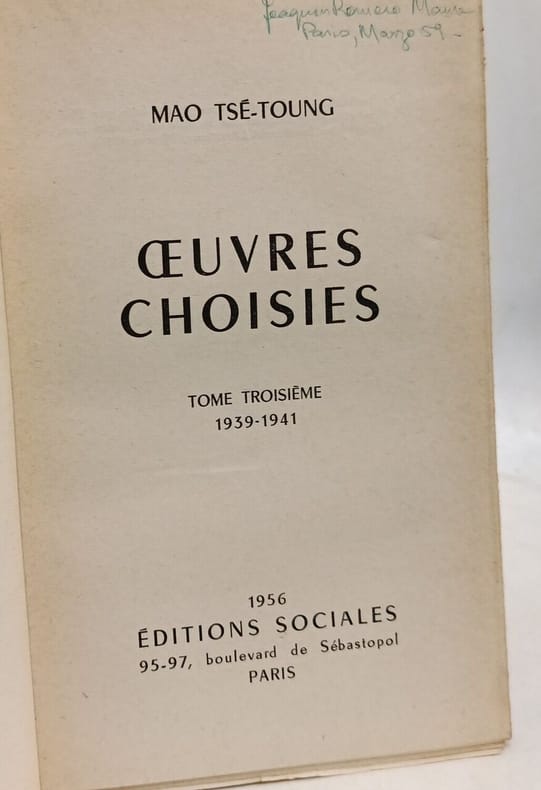 Joaquín Romero Maura
Paris, Marzo 59-
MAO TSÉ-TOUNG
ŒUVRES
CHOISIES
TOME TROISIÈME
1939-1941
1956
ÉDITIONS SOCIALES
95-97, boulevard de Sébastopol
PARIS